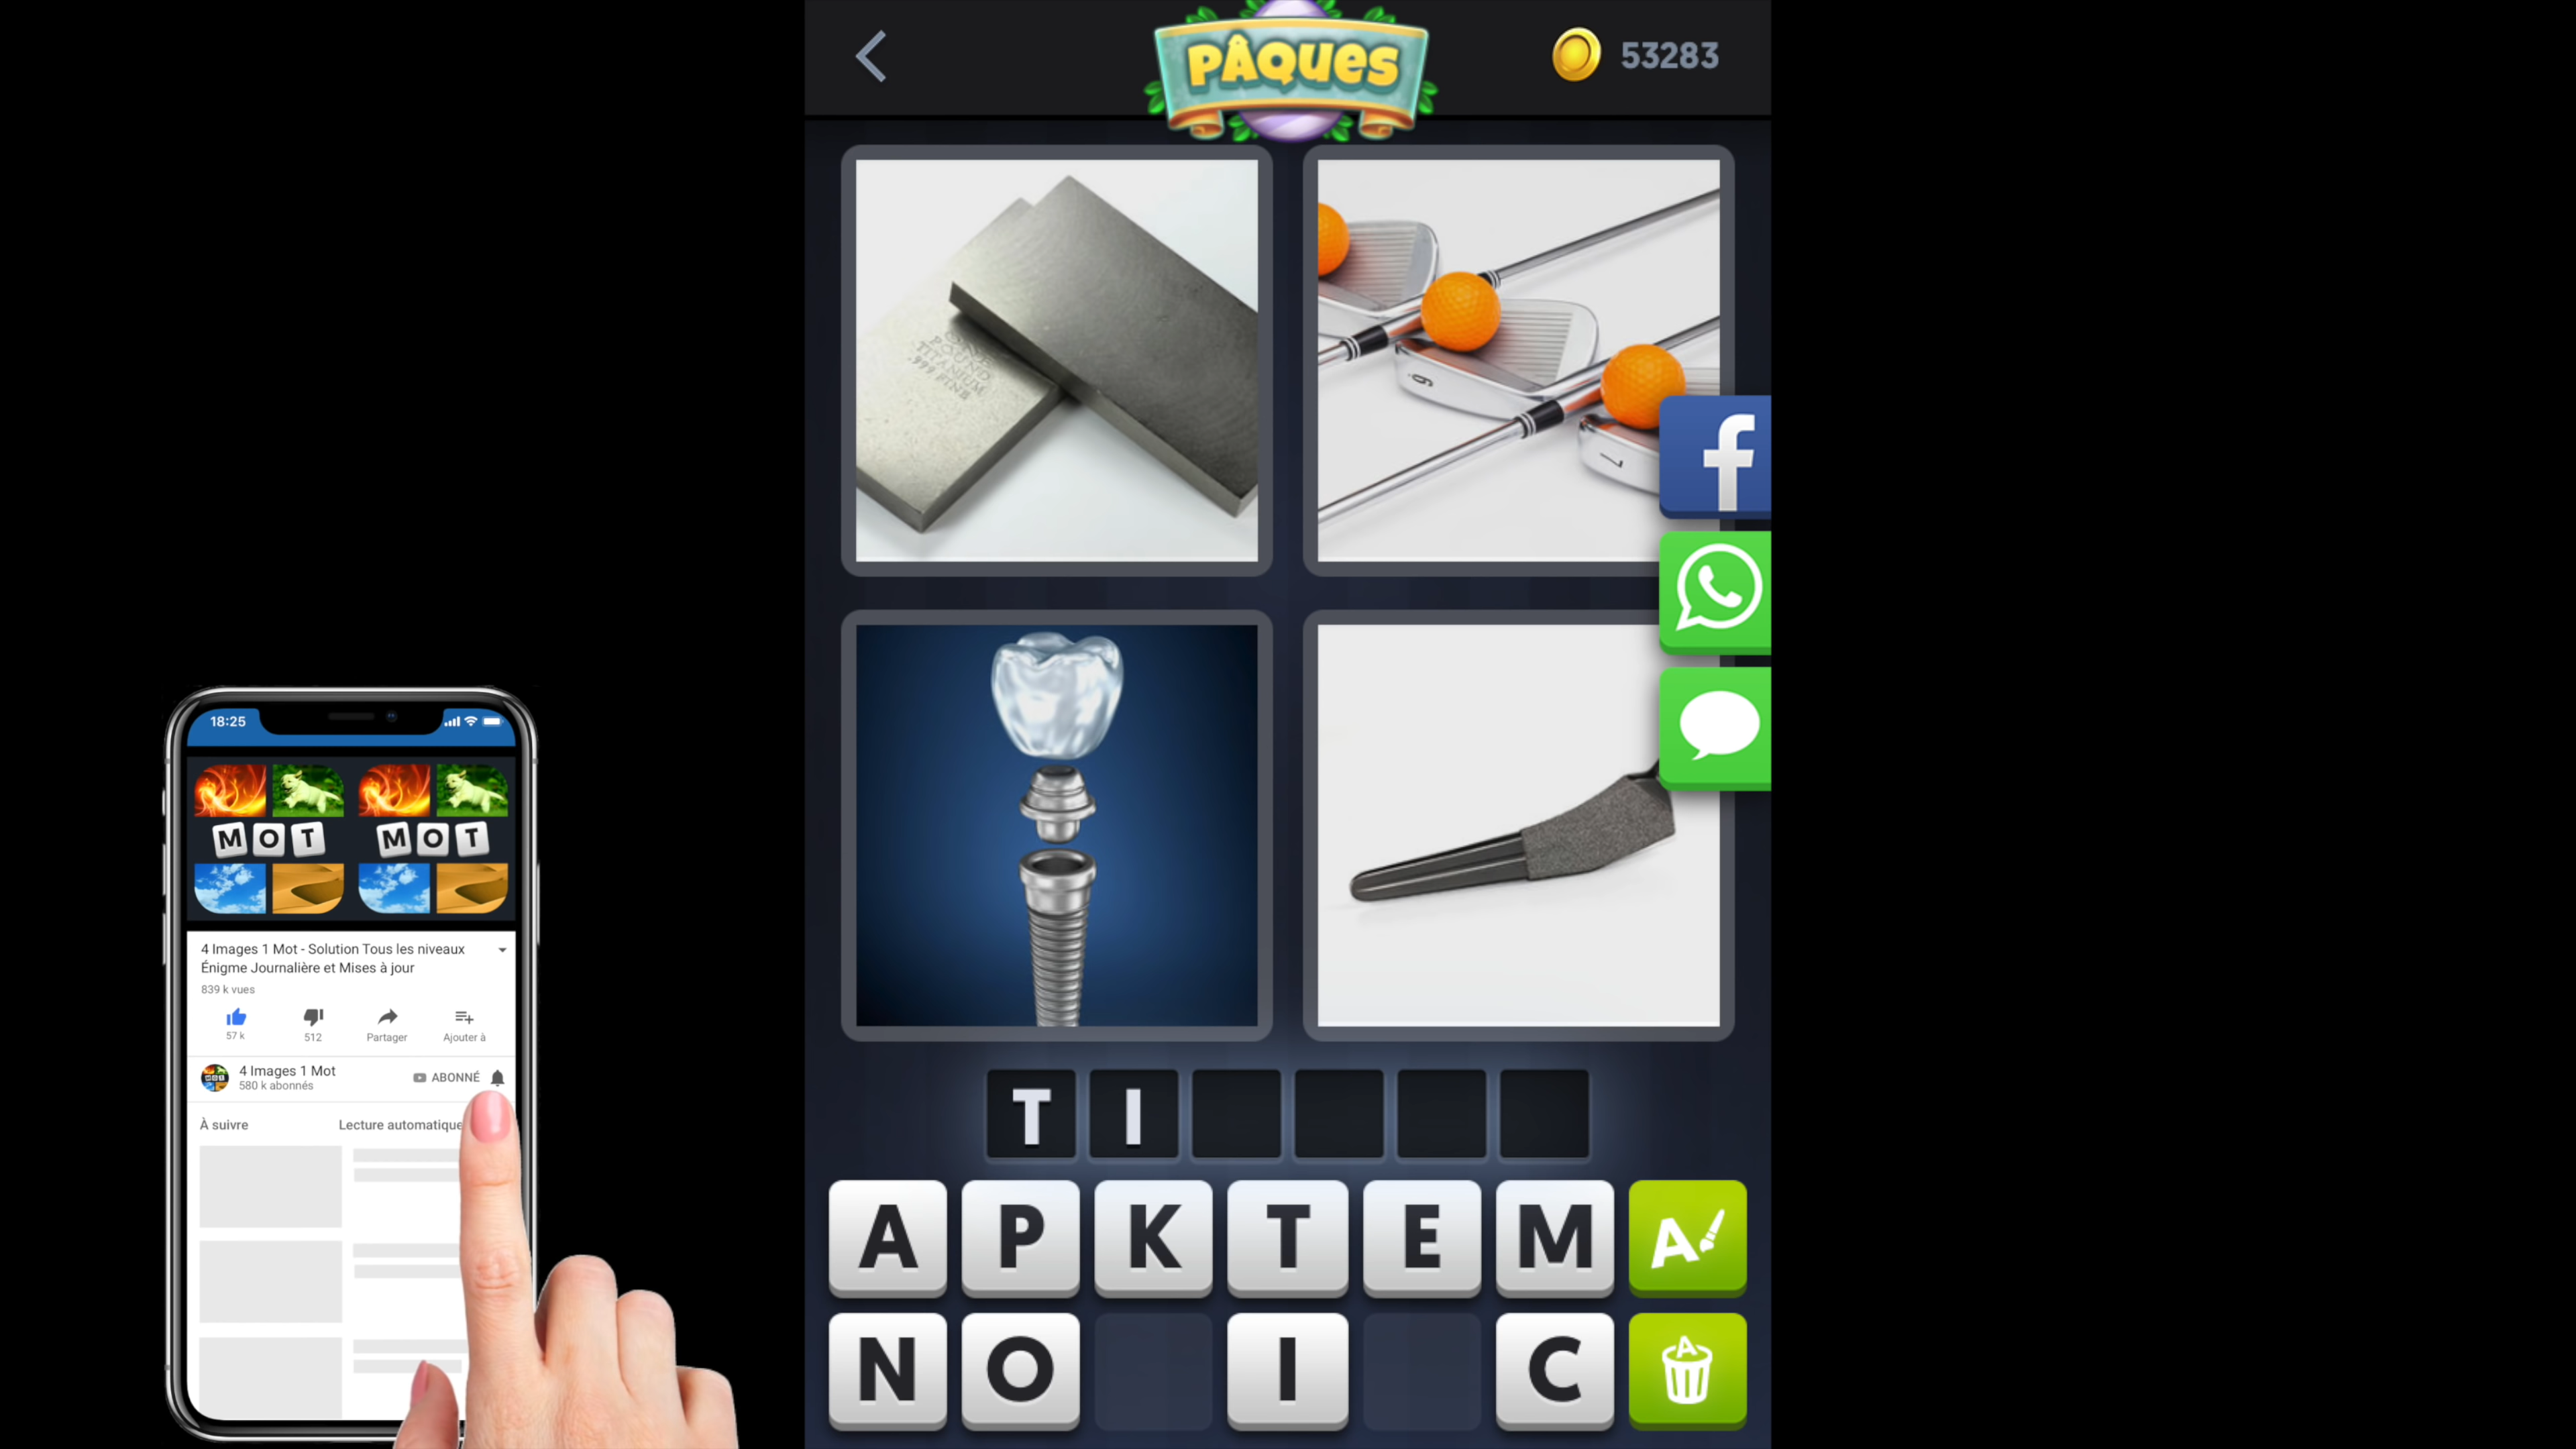 PÂQUES
53283
ONE
POUND
TITANIUM
.999 FINE
6
7
18:25
MOT MOT
4 Images 1 Mot - Solution Tous les niveaux
Énigme Journalière et Mises à jour
839 k vues
57 k 512 Partager Ajouter à
4 Images 1 Mot
580 k abonnés
ABONNÉ
À suivre Lecture automatique
T I
A P K T E M
N O I C